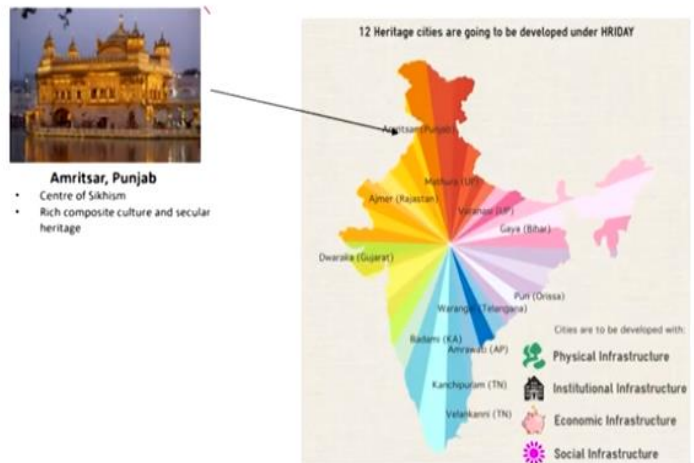 Amritsar, Punjab
• Centre of Sikhism
• Rich composite culture and secular
heritage
12 Heritage cities are going to be developed under HRIDAY
Amritsar(Punjab)
Mathura (UP)
Ajmer (Rajastan)
Varanasi (UP)
Gaya (Bihar)
Dwaraka (Gujarat)
Puri (Orissa)
Warangal (Telangana)
Badami (KA)
Amrawati (AP)
Kanchipuram (TN)
Velankanni (TN)
Cities are to be developed with:
Physical Infrastructure
Institutional Infrastructure
Economic Infrastructure
Social Infrastructure